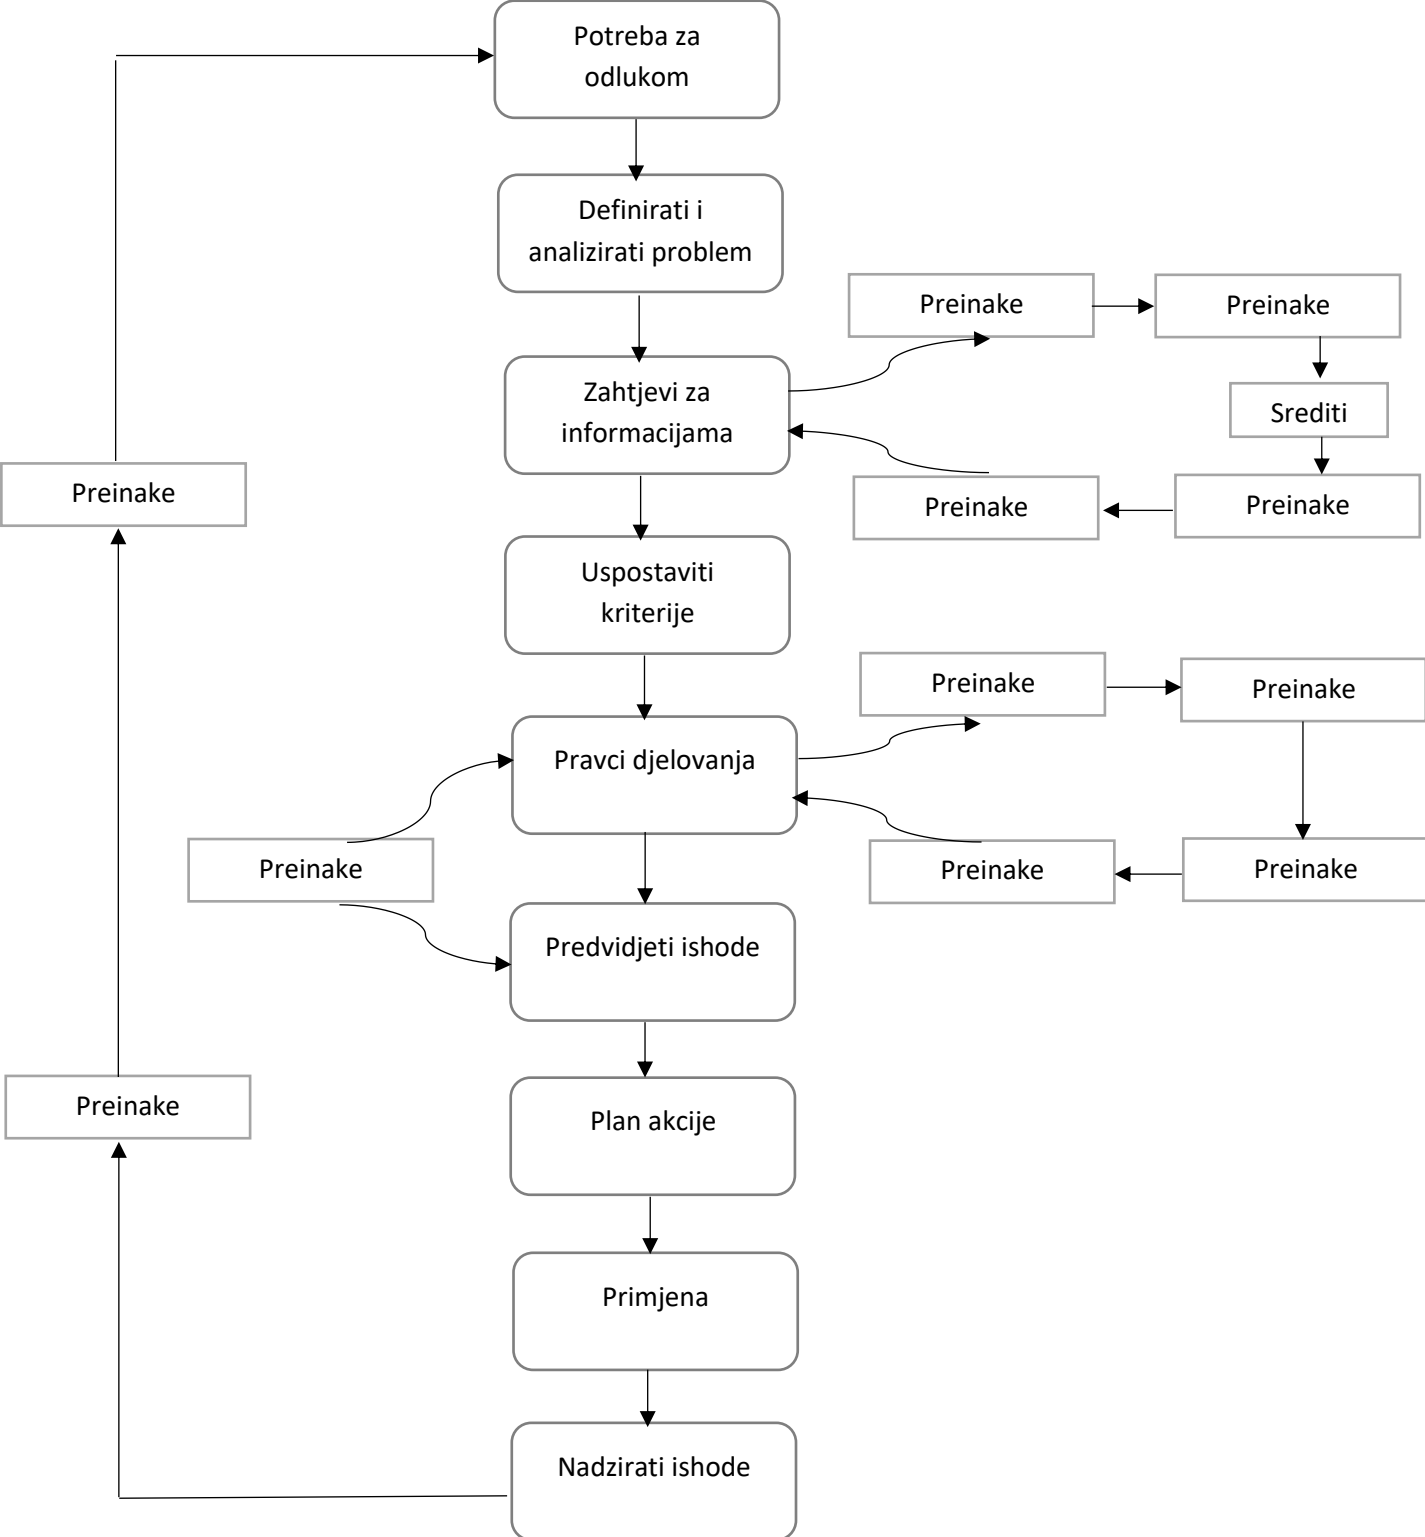 Potreba za
odlukom
Definirati i
analizirati problem
Preinake
Preinake
Zahtjevi za
informacijama
Srediti
Preinake
Preinake
Preinake
Uspostaviti
kriterije
Preinake
Preinake
Pravci djelovanja
Preinake
Preinake
Preinake
Predvidjeti ishode
Preinake
Plan akcije
Primjena
Nadzirati ishode